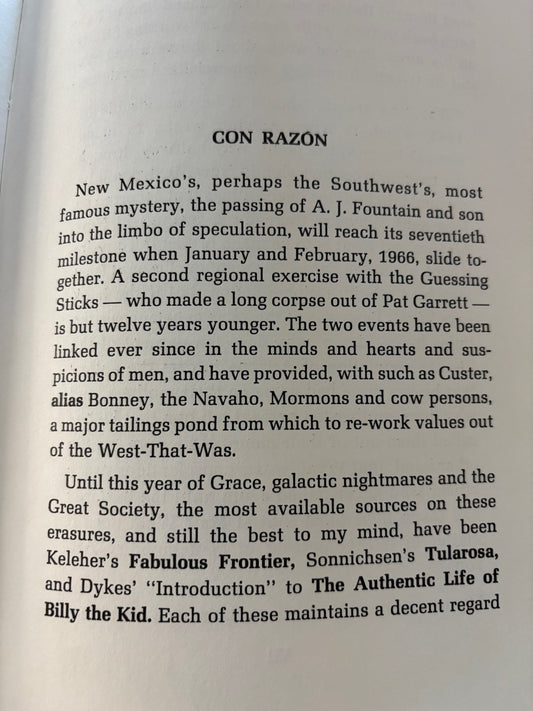 CON RAZÓN
New Mexico's, perhaps the Southwest's, most
famous mystery, the passing of A. J. Fountain and son
into the limbo of speculation, will reach its seventieth
milestone when January and February, 1966, slide to-
gether. A second regional exercise with the Guessing
Sticks — who made a long corpse out of Pat Garrett —
is but twelve years younger. The two events have been
linked ever since in the minds and hearts and sus-
picions of men, and have provided, with such as Custer,
alias Bonney, the Navaho, Mormons and cow persons,
a major tailings pond from which to re-work values out
of the West-That-Was.
Until this year of Grace, galactic nightmares and the
Great Society, the most available sources on these
erasures, and still the best to my mind, have been
Keleher's Fabulous Frontier, Sonnichsen's Tularosa,
and Dykes' "Introduction" to The Authentic Life of
Billy the Kid. Each of these maintains a decent regard